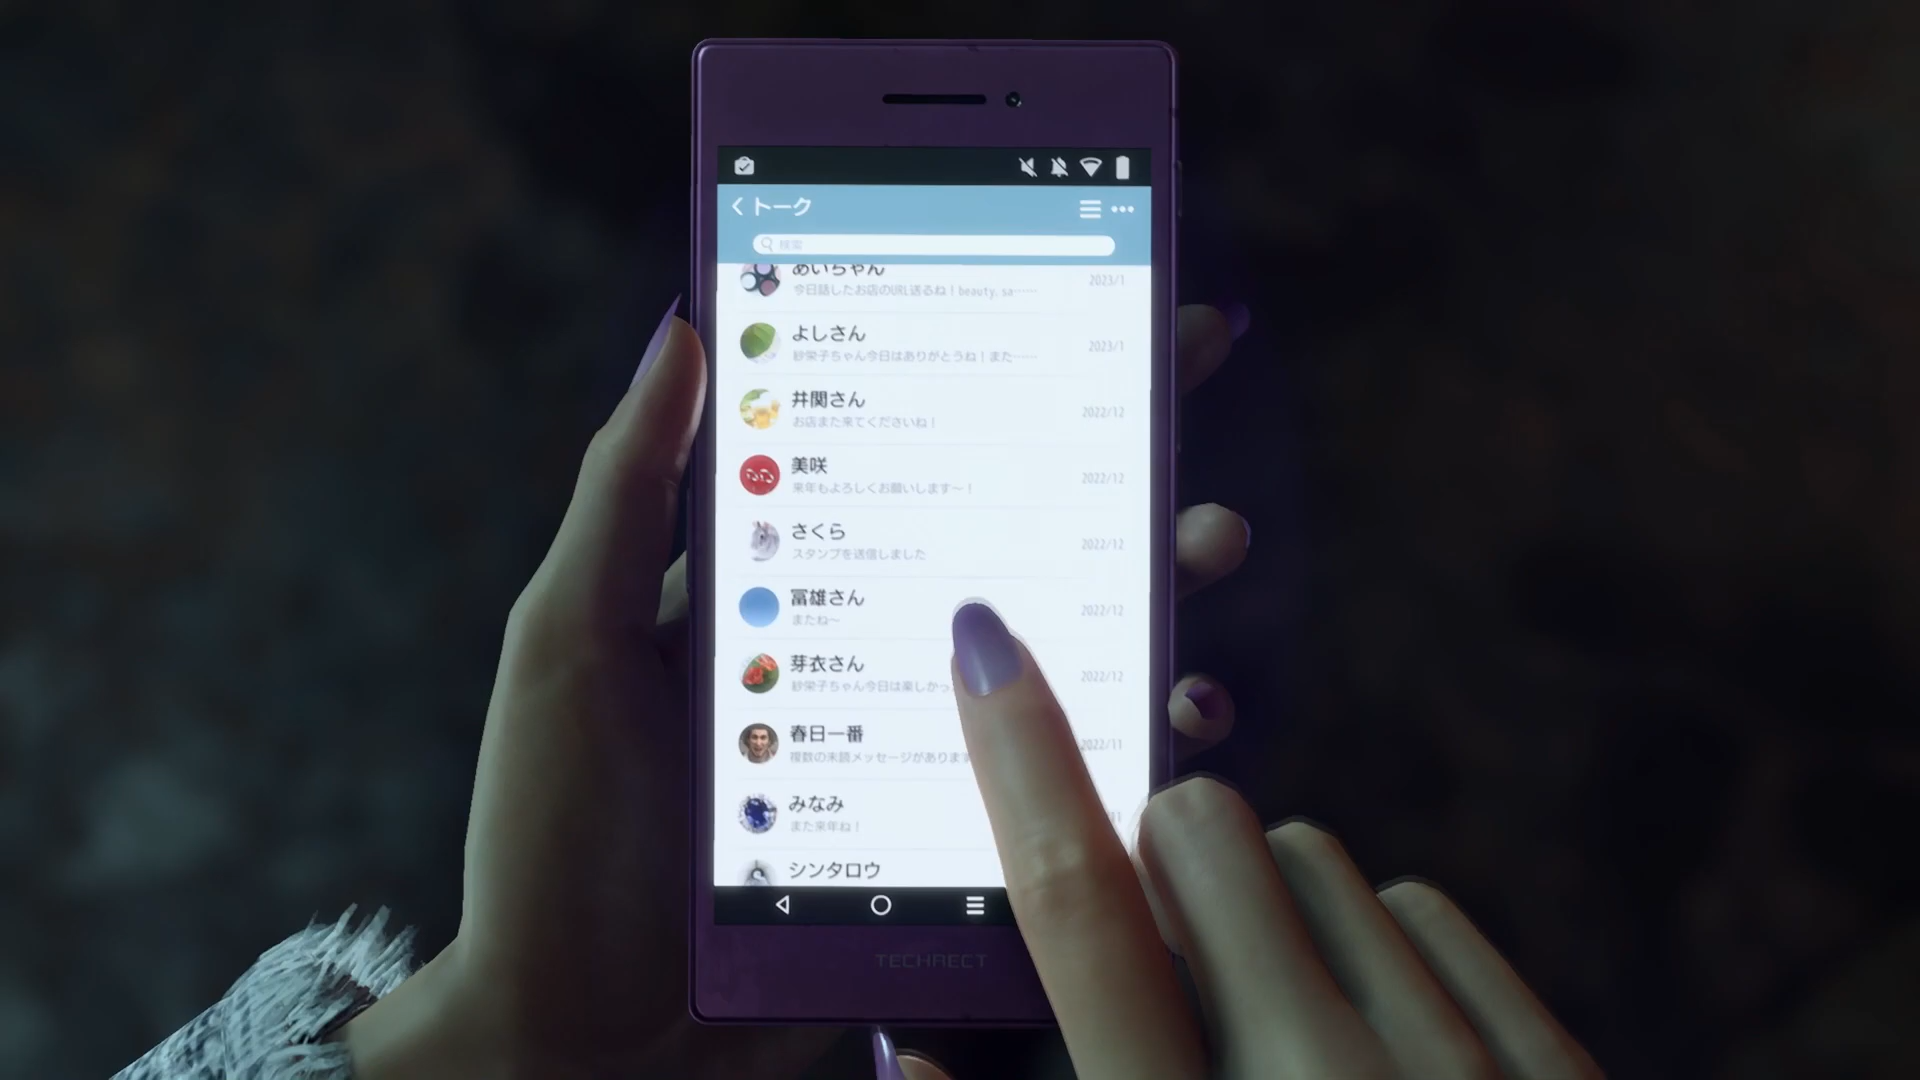 トーク
検索
あいちゃん
今日話したお店のURL送るね！beauty. sa……
2023/1
よしさん
紗栄子ちゃん今日はありがとうね！また……
2023/1
井関さん
お店また来てくださいね！
2022/12
美咲
来年もよろしくお願いします～！
2022/12
さくら
スタンプを送信しました
2022/12
冨雄さん
またね～
2022/12
芽衣さん
紗栄子ちゃん今日は楽しかっ
2022/12
春日一番
複数の未読メッセージがあります
2022/11
みなみ
また来年ね！
シンタロウ
TECHRECT